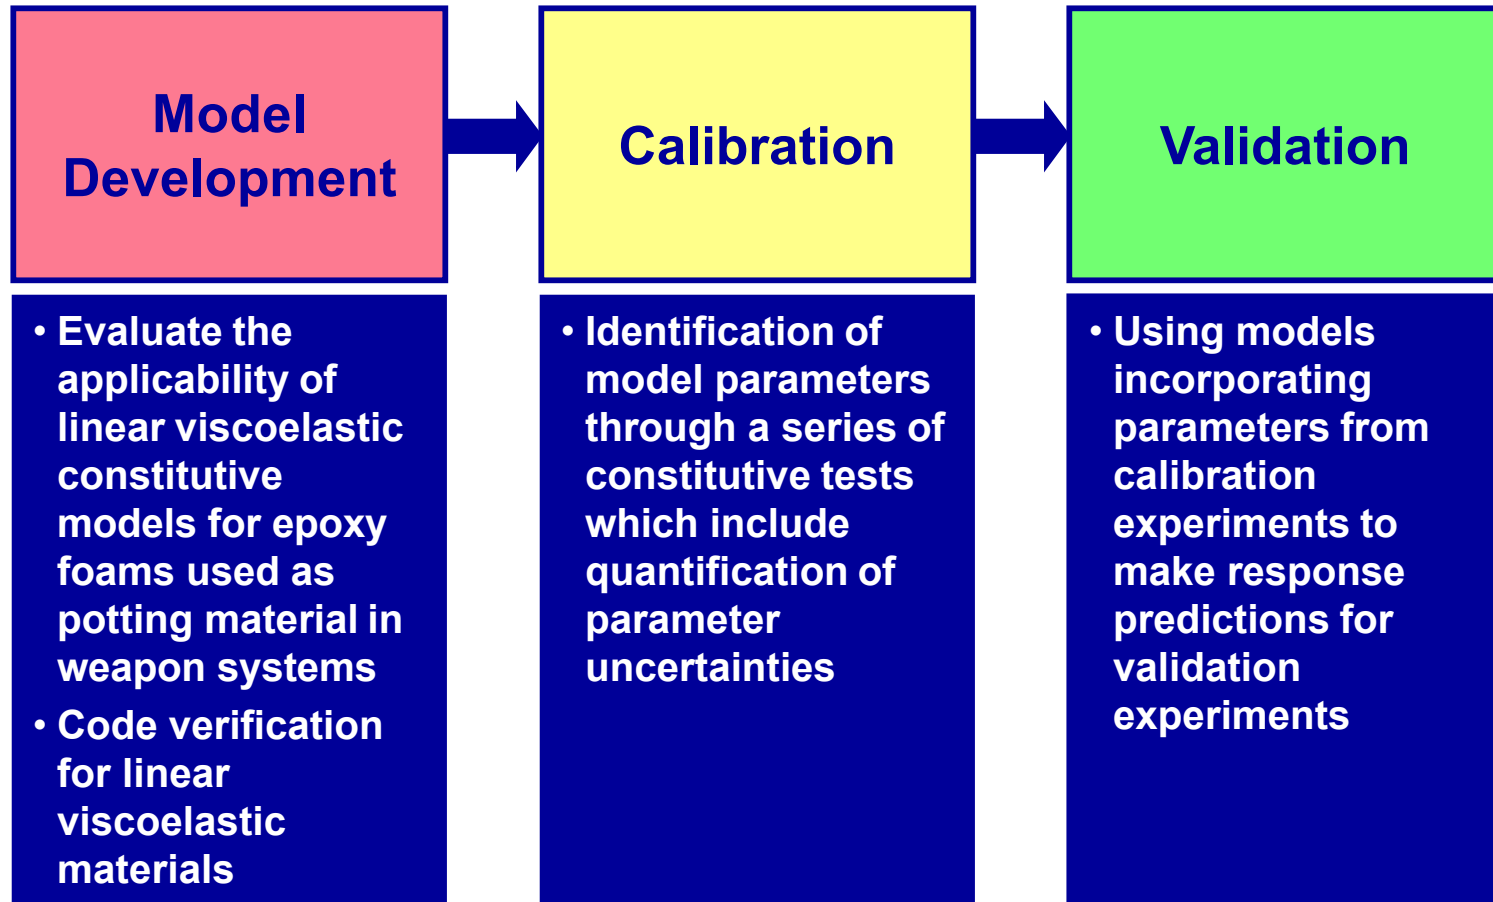 Model
Development
Calibration
Validation
• Evaluate the
applicability of
linear viscoelastic
constitutive
models for epoxy
foams used as
potting material in
weapon systems
• Code verification
for linear
viscoelastic
materials
• Identification of
model parameters
through a series of
constitutive tests
which include
quantification of
parameter
uncertainties
• Using models
incorporating
parameters from
calibration
experiments to
make response
predictions for
validation
experiments